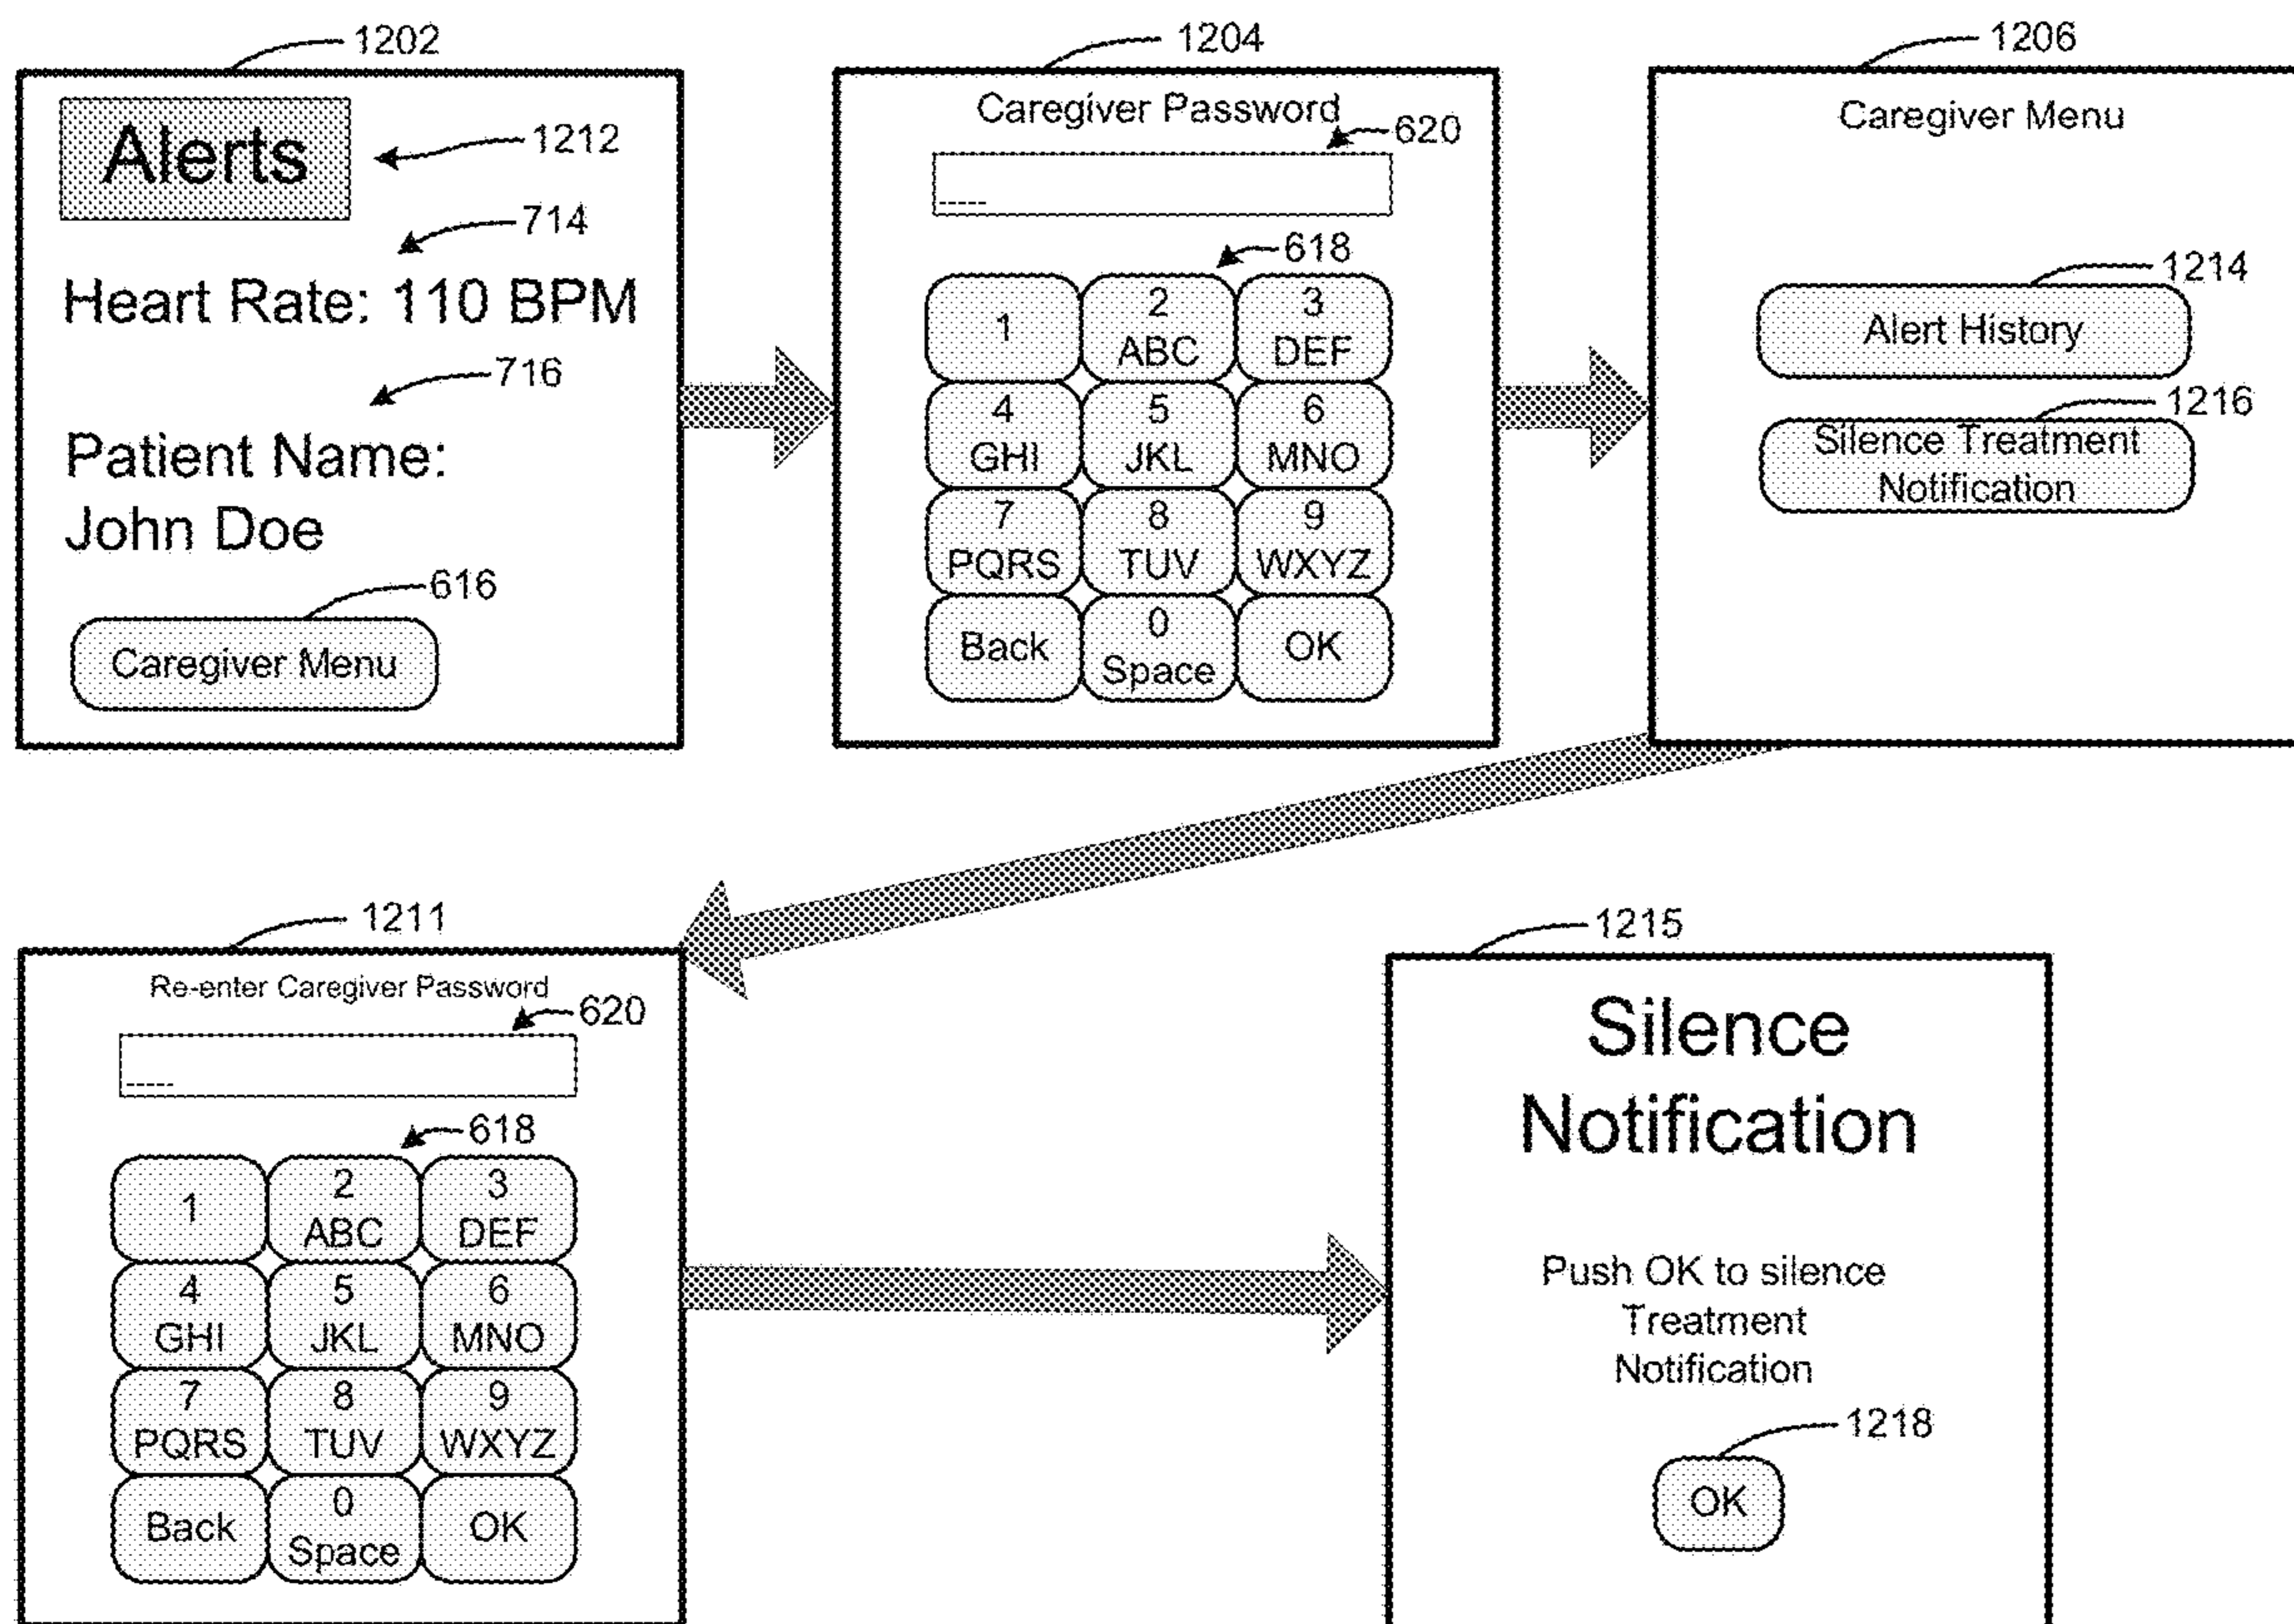 1202
Alerts
1212
714
Heart Rate: 110 BPM
716
Patient Name:
John Doe
616
Caregiver Menu
1204
Caregiver Password
620
-----
618
1
2
ABC
3
DEF
4
GHI
5
JKL
6
MNO
7
PQRS
8
TUV
9
WXYZ
Back
0
Space
OK
1206
Caregiver Menu
1214
Alert History
1216
Silence Treatment
Notification
1211
Re-enter Caregiver Password
620
-----
618
1
2
ABC
3
DEF
4
GHI
5
JKL
6
MNO
7
PQRS
8
TUV
9
WXYZ
Back
0
Space
OK
1215
Silence
Notification
Push OK to silence
Treatment
Notification
1218
OK